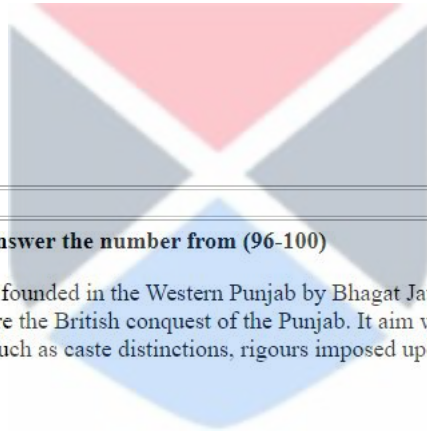 nswer the number from (96-100)
founded in the Western Punjab by Bhagat Ja
re the British conquest of the Punjab. It aim
uch as caste distinctions, rigours imposed up